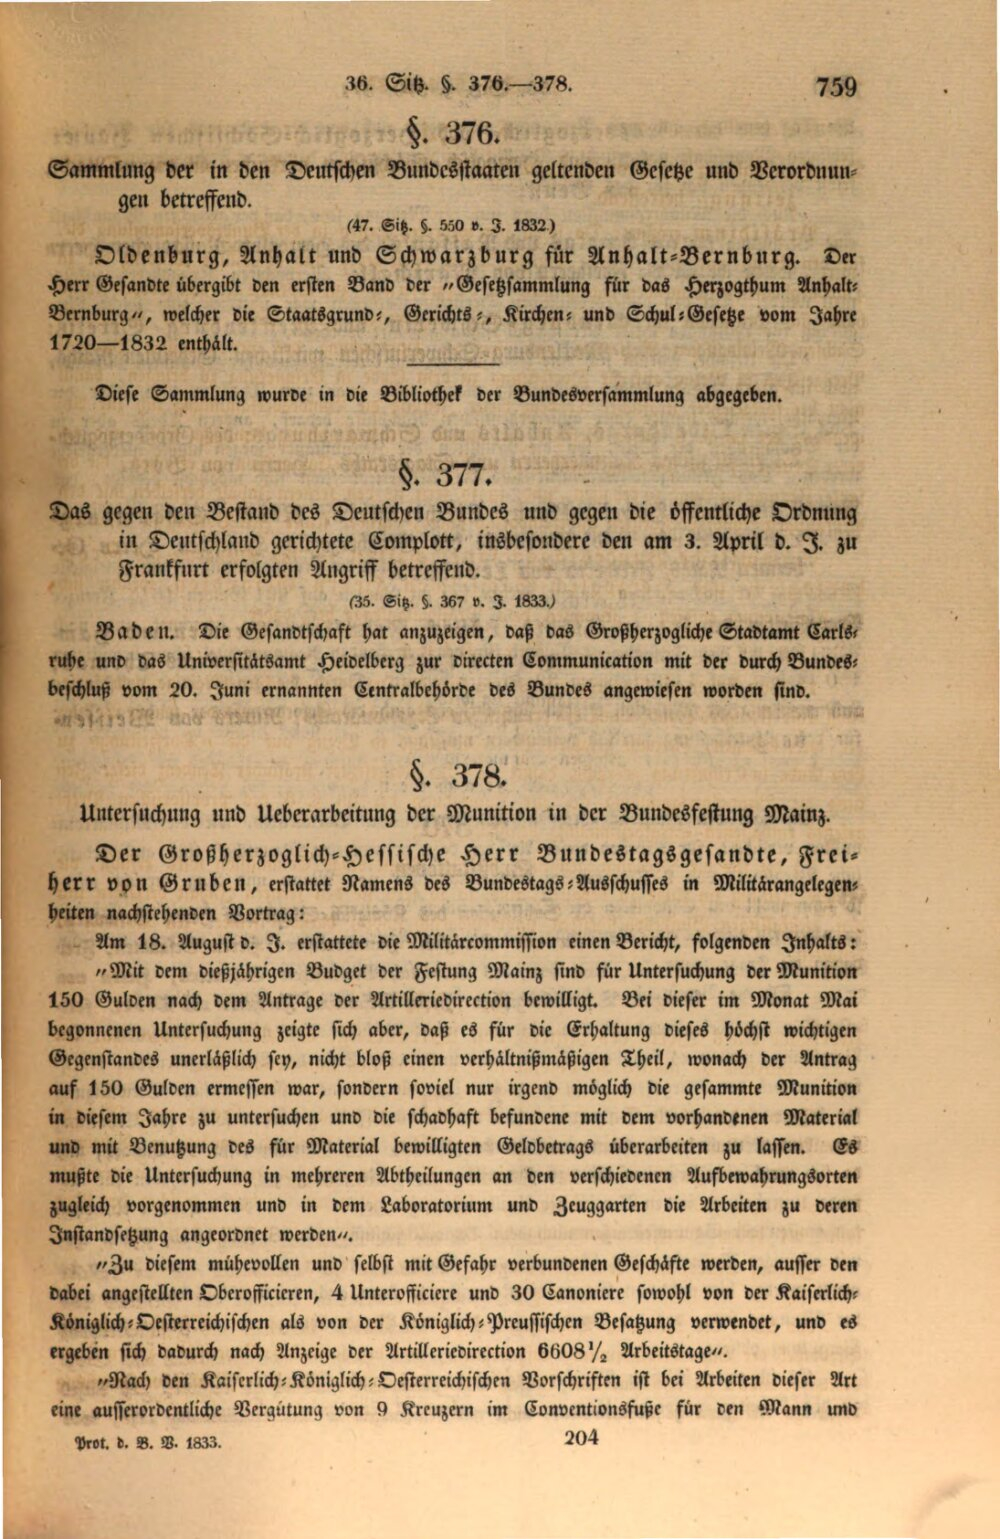 36. Sitz. §. 376.—378. 759
§. 376.
Sammlung der in den Deutschen Bundesstaaten geltenden Gesetze und Verordnun-
gen betreffend.
(47. Sitz. §. 550 v. J. 1832.)
Oldenburg, Anhalt und Schwarzburg für Anhalt-Bernburg. Der
Herr Gesandte übergibt den ersten Band der „Gesetzsammlung für das Herzogthum Anhalt-
Bernburg„, welcher die Staatsgrund-, Gerichts-, Kirchen- und Schul-Gesetze vom Jahre
1720—1832 enthält.
Diese Sammlung wurde in die Bibliothek der Bundesversammlung abgegeben.
§. 377.
Das gegen den Bestand des Deutschen Bundes und gegen die öffentliche Ordnung
in Deutschland gerichtete Complott, insbesondere den am 3. April d. J. zu
Frankfurt erfolgten Angriff betreffend.
(35. Sitz. §. 367 v. J. 1833.)
Baden. Die Gesandtschaft hat anzuzeigen, daß das Großherzogliche Stadtamt Carls-
ruhe und das Universitätsamt Heidelberg zur directen Communication mit der durch Bundes-
beschluß vom 20. Juni ernannten Centralbehörde des Bundes angewiesen worden sind.
§. 378.
Untersuchung und Ueberarbeitung der Munition in der Bundesfestung Mainz.
Der Großherzoglich-Hessische Herr Bundestagsgesandte, Frei-
herr von Gruben, erstattet Namens des Bundestags-Ausschusses in Militärangelegen-
heiten nachstehenden Vortrag:
Am 18. August d. J. erstattete die Militärcommission einen Bericht, folgenden Inhalts:
„Mit dem dießjährigen Budget der Festung Mainz sind für Untersuchung der Munition
150 Gulden nach dem Antrage der Artilleriedirection bewilligt. Bei dieser im Monat Mai
begonnenen Untersuchung zeigte sich aber, daß es für die Erhaltung dieses höchst wichtigen
Gegenstandes unerläßlich sey, nicht bloß einen verhältnißmäßigen Theil, wonach der Antrag
auf 150 Gulden ermessen war, sondern soviel nur irgend möglich die gesammte Munition
in diesem Jahre zu untersuchen und die schadhaft befundene mit dem vorhandenen Material
und mit Benutzung des für Material bewilligten Geldbetrags überarbeiten zu lassen. Es
mußte die Untersuchung in mehreren Abtheilungen an den verschiedenen Aufbewahrungsorten
zugleich vorgenommen und in dem Laboratorium und Zeuggarten die Arbeiten zu deren
Instandsetzung angeordnet werden„.
„Zu diesem mühevollen und selbst mit Gefahr verbundenen Geschäfte werden, ausser den
dabei angestellten Oberofficieren, 4 Unterofficiere und 30 Canoniere sowohl von der Kaiserlich-
Königlich-Oesterreichischen als von der Königlich-Preussischen Besatzung verwendet, und es
ergeben sich dadurch nach Anzeige der Artilleriedirection 6608½ Arbeitstage„.
„Nach den Kaiserlich-Königlich-Oesterreichischen Vorschriften ist bei Arbeiten dieser Art
eine ausserordentliche Vergütung von 9 Kreuzern im Conventionsfuße für den Mann und
Prot. d. B. V. 1833. 204